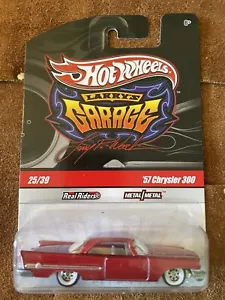 Hot Wheels
LARRY'S
GARAGE
25/39
'57 Chrysler 300
Real Riders
METAL/METAL